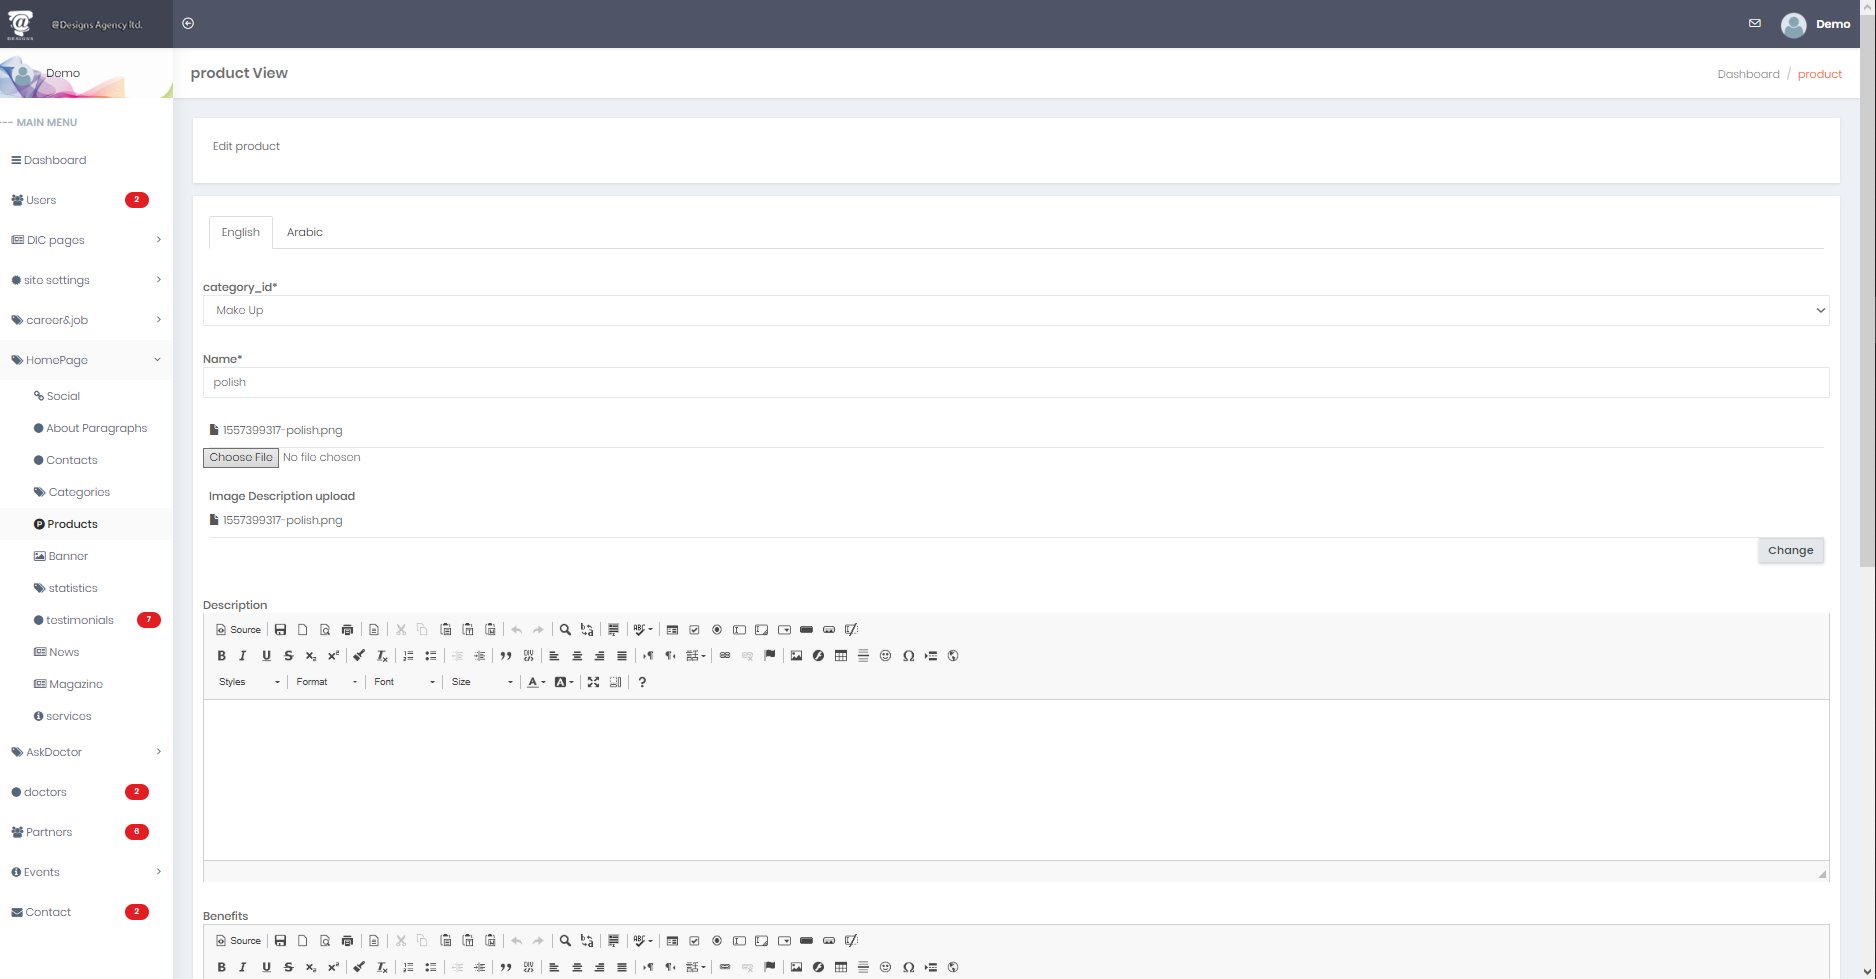 @Designs Agency ltd.
DESIGNS
Demo
Demo
product View
Dashboard / product
--- MAIN MENU
Dashboard
Users 2
DIC pages
site settings
career&job
HomePage
Social
About Paragraphs
Contacts
Categories
Products
Banner
statistics
testimonials 7
News
Magazine
services
AskDoctor
doctors 2
Partners 6
Events
Contact 2
Edit product
English Arabic
category_id*
Make Up
Name*
polish
1557399317-polish.png
Choose File No file chosen
Image Description upload
1557399317-polish.png
Change
Description
Source
Styles Format Font Size
Benefits
Source